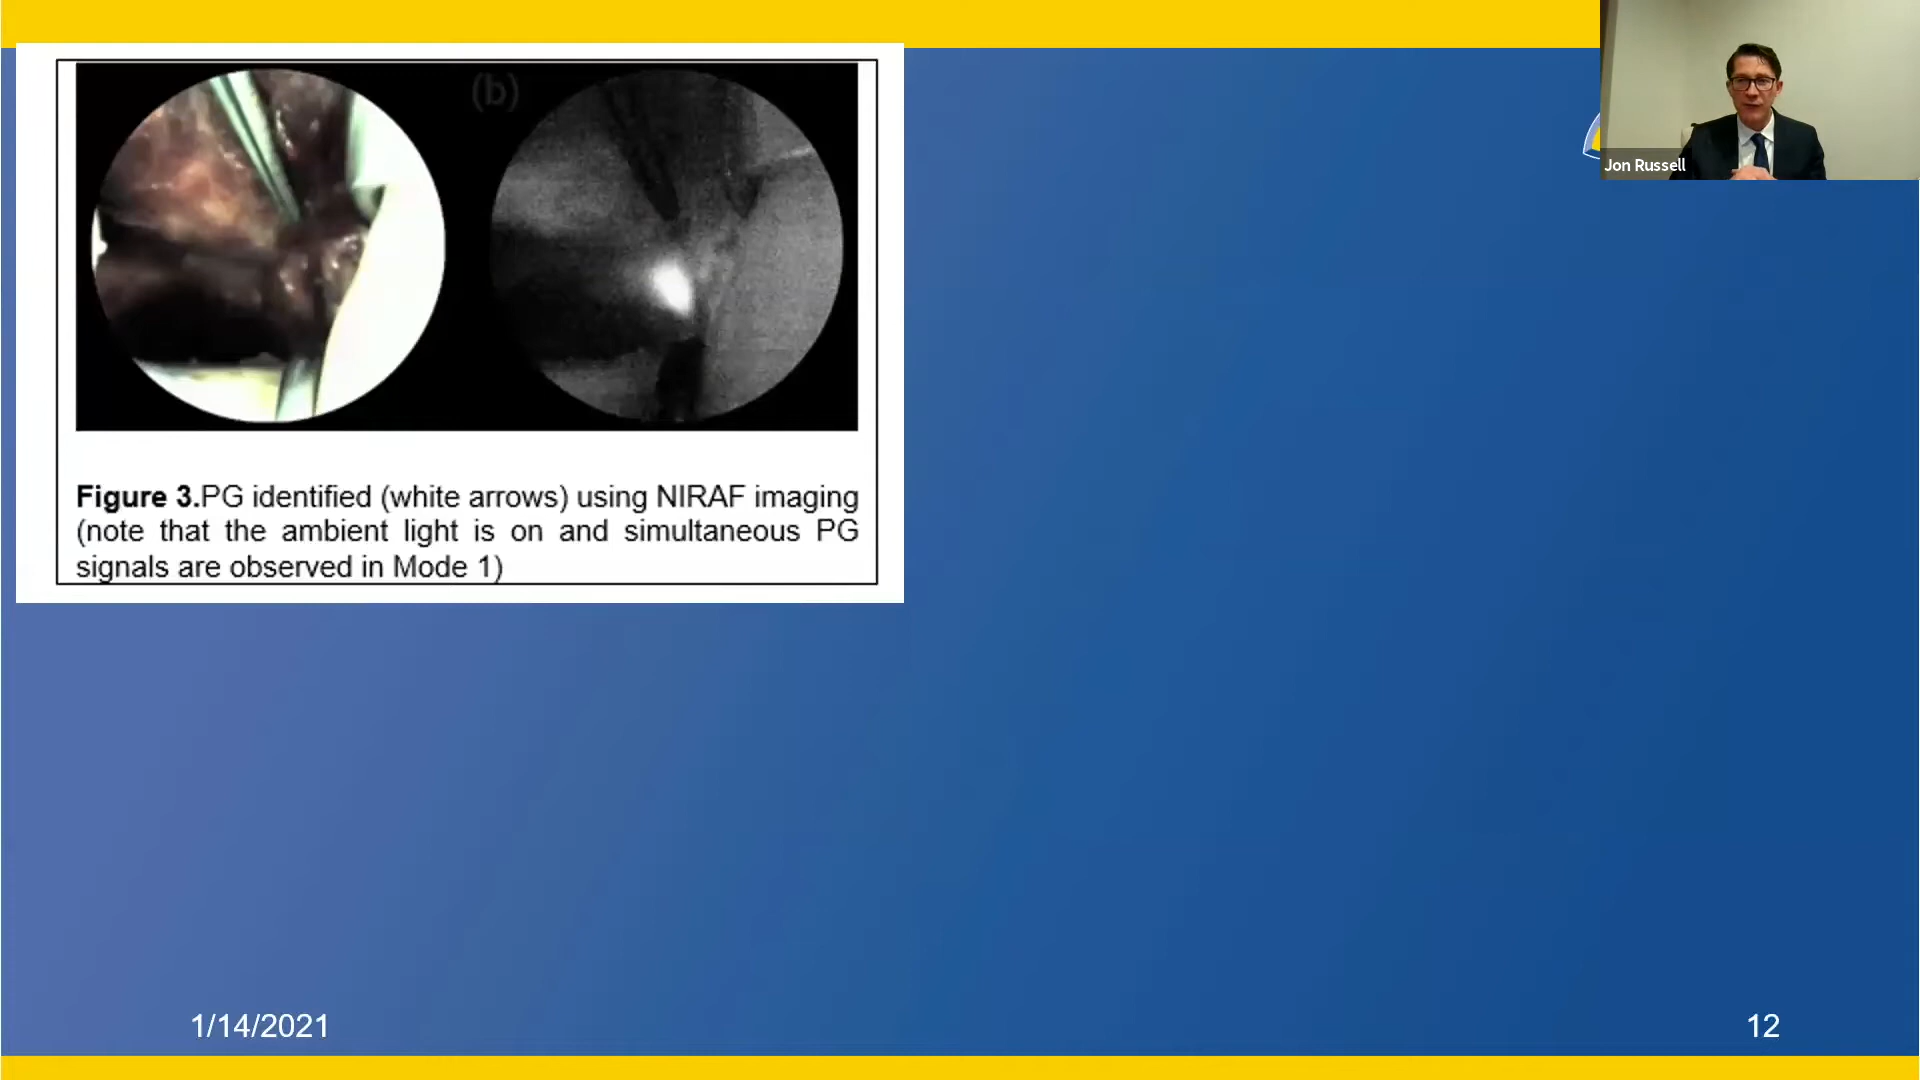 (b)
Figure 3.PG identified (white arrows) using NIRAF imaging
(note that the ambient light is on and simultaneous PG
signals are observed in Mode 1)
Jon Russell
1/14/2021
12